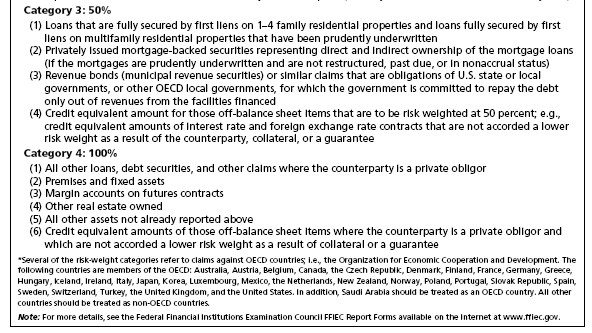 Category 3: 50%
(1) Loans that are fully secured by first liens on 1–4 family residential properties and loans fully secured by first
liens on multifamily residential properties that have been prudently underwritten
(2) Privately issued mortgage-backed securities representing direct and indirect ownership of the mortgage loans
(if the mortgages are prudently underwritten and are not restructured, past due, or in nonaccrual status)
(3) Revenue bonds (municipal revenue securities) or similar claims that are obligations of U.S. state or local
governments, or other OECD local governments, for which the government is committed to repay the debt
only out of revenues from the facilities financed
(4) Credit equivalent amount for those off-balance sheet items that are to be risk weighted at 50 percent; e.g.,
credit equivalent amounts of interest rate and foreign exchange rate contracts that are not accorded a lower
risk weight as a result of the counterparty, collateral, or a guarantee
Category 4: 100%
(1) All other loans, debt securities, and other claims where the counterparty is a private obligor
(2) Premises and fixed assets
(3) Margin accounts on futures contracts
(4) Other real estate owned
(5) All other assets not already reported above
(6) Credit equivalent amounts of those off-balance sheet items where the counterparty is a private obligor and
which are not accorded a lower risk weight as a result of collateral or a guarantee
*Several of the risk-weight categories refer to claims against OECD countries; i.e., the Organization for Economic Cooperation and Development. The
following countries are members of the OECD: Australia, Austria, Belgium, Canada, the Czech Republic, Denmark, Finland, France, Germany, Greece,
Hungary, Iceland, Ireland, Italy, Japan, Korea, Luxembourg, Mexico, the Netherlands, New Zealand, Norway, Poland, Portugal, Slovak Republic, Spain,
Sweden, Switzerland, Turkey, the United Kingdom, and the United States. In addition, Saudi Arabia should be treated as an OECD country. All other
countries should be treated as non-OECD countries.
Note: For more details, see the Federal Financial Institutions Examination Council FFIEC Report Forms available on the Internet at www.ffiec.gov.